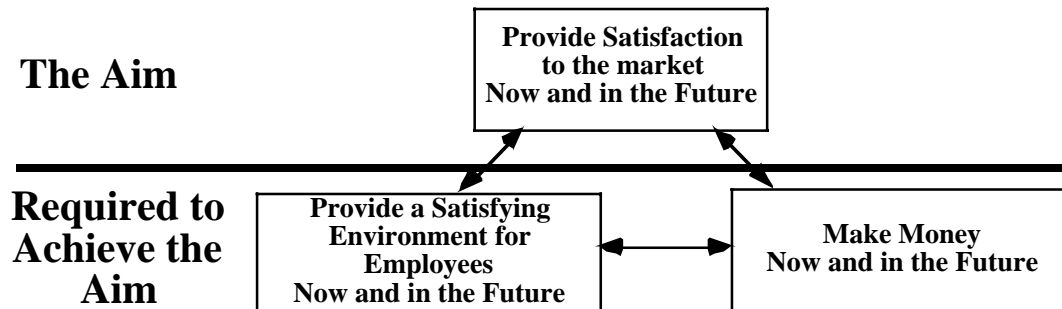 The Aim
Provide Satisfaction
to the market
Now and in the Future
Required to
Achieve the
Aim
Provide a Satisfying
Environment for
Employees
Now and in the Future
Make Money
Now and in the Future